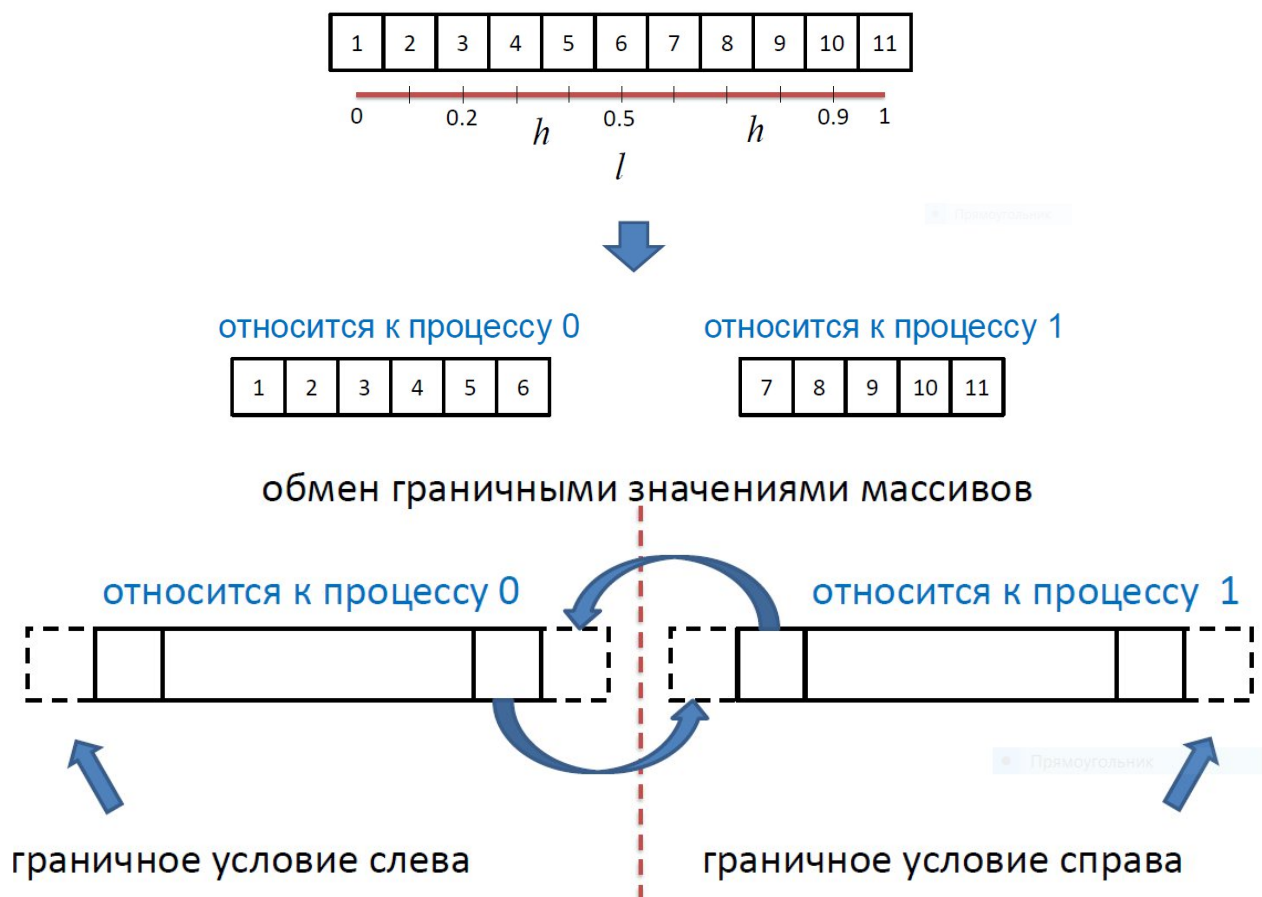 1 2 3 4 5 6 7 8 9 10 11
0 0.2 0.5 0.9 1
h h
l
Прямоугольник
относится к процессу 0 относится к процессу 1
1 2 3 4 5 6 7 8 9 10 11
обмен граничными значениями массивов
относится к процессу 0 относится к процессу 1
Прямоугольник
граничное условие слева граничное условие справа